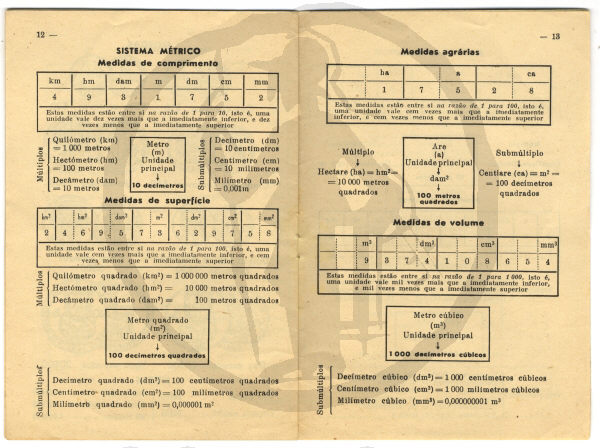 12 —
SISTEMA MÉTRICO
Medidas de comprimento
km hm dam m dm cm mm
4 9 3 1 7 5 2
Estas medidas estão entre si na razão de 1 para 10, isto é, uma
unidade vale dez vezes mais que a imediatamente inferior, e dez
vezes menos que a imediatamente superior
Múltiplos
Quilómetro (km)
= 1 000 metros
Hectómetro (hm)
= 100 metros
Decâmetro (dam)
= 10 metros
Metro
(m)
Unidade
principal
↓
10 decímetros
Submúltiplos
Decímetro (dm)
= 10 centímetros
Centímetro (cm)
= 10 milímetros
Milímetro (mm)
= 0,001m
Medidas de superfície
km² hm² dam² m² dm² cm² mm²
2 4 6 9 5 7 3 6 2 9 7 5 8
Estas medidas estão entre si na razão de 1 para 100, isto é, uma
unidade vale cem vezes mais que a imediatamente inferior,
e cem vezes menos que a imediatamente superior
Múltiplos
Quilómetro quadrado (km²) = 1 000 000 metros quadrados
Hectómetro quadrado (hm²) = 10 000 metros quadrados
Decâmetro quadrado (dam²) = 100 metros quadrados
Metro quadrado
(m²)
Unidade principal
↓
100 decímetros quadrados
Submúltiplos
Decímetro quadrado (dm²) = 100 centímetros quadrados
Centímetro quadrado (cm²) = 100 milímetros quadrados
Milímetro quadrado (mm²) = 0,000001 m²
— 13
Medidas agrárias
ha a ca
1 7 5 2 8
Estas medidas estão entre si na razão de 1 para 100, isto é,
uma unidade vale cem vezes mais que a imediatamente
inferior, e cem vezes menos que a imediatamente superior
Múltiplo
↓
Hectare (ha) = hm² =
= 10 000 metros
quadrados
Are
(a)
Unidade principal
↓
dam²
↓
100 metros
quadrados
Submúltiplo
↓
Centiare (ca) = m² =
= 100 decímetros
quadrados
Medidas de volume
m³ dm³ cm³ mm³
9 3 7 4 1 0 8 6 5 4
Estas medidas estão entre si na razão de 1 para 1 000, isto é,
uma unidade vale mil vezes mais que a imediatamente inferior,
e mil vezes menos que a imediatamente superior
Metro cúbico
(m³)
Unidade principal
↓
1 000 decímetros cúbicos
Submúltiplos
Decímetro cúbico (dm³) = 1 000 centímetros cúbicos
Centímetro cúbico (cm³) = 1 000 milímetros cúbicos
Milímetro cúbico (mm³) = 0,000000001 m³